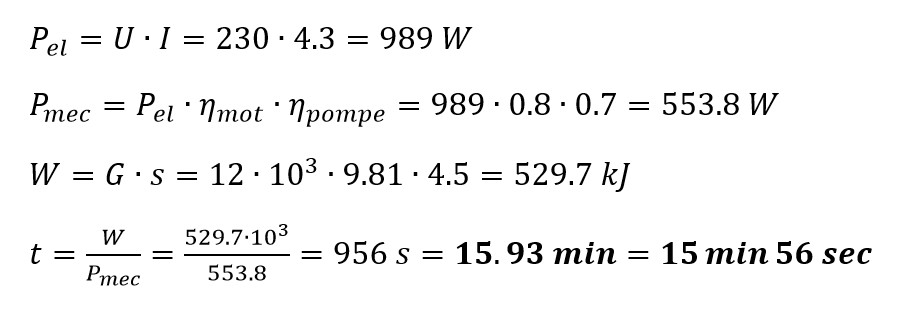 P_el = U · I = 230 · 4.3 = 989 W
P_mec = P_el · η_mot · η_pompe = 989 · 0.8 · 0.7 = 553.8 W
W = G · s = 12 · 10³ · 9.81 · 4.5 = 529.7 kJ
t = W/P_mec = 529.7·10³/553.8 = 956 s = 15.93 min = 15 min 56 sec